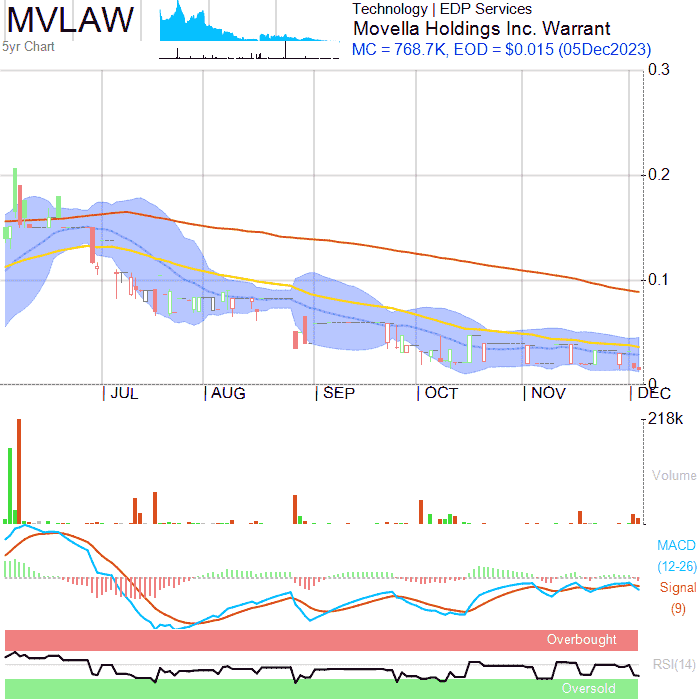 MVLAW
5yr Chart
Technology | EDP Services
Movella Holdings Inc. Warrant
MC = 768.7K, EOD = $0.015 (05Dec2023)
0.3
0.2
0.1
0
JUL
AUG
SEP
OCT
NOV
DEC
218k
Volume
MACD
(12-26)
Signal
(9)
Overbought
RSI(14)
Oversold